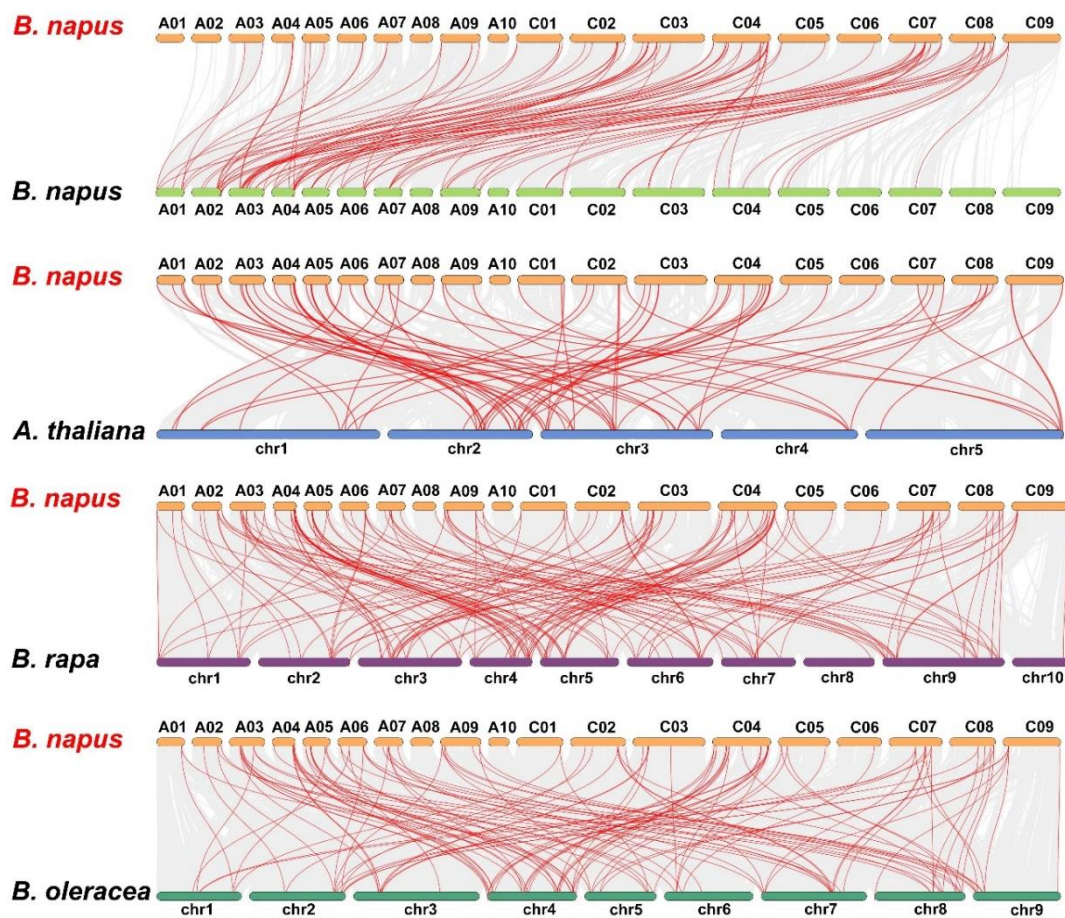 B. napus A01 A02 A03 A04 A05 A06 A07 A08 A09 A10 C01 C02 C03 C04 C05 C06 C07 C08 C09
B. napus
A01 A02 A03 A04 A05 A06 A07 A08 A09 A10 C01 C02 C03 C04 C05 C06 C07 C08 C09
B. napus A01 A02 A03 A04 A05 A06 A07 A08 A09 A10 C01 C02 C03 C04 C05 C06 C07 C08 C09
A. thaliana
chr1 chr2 chr3 chr4 chr5
B. napus A01 A02 A03 A04 A05 A06 A07 A08 A09 A10 C01 C02 C03 C04 C05 C06 C07 C08 C09
B. rapa
chr1 chr2 chr3 chr4 chr5 chr6 chr7 chr8 chr9 chr10
B. napus A01 A02 A03 A04 A05 A06 A07 A08 A09 A10 C01 C02 C03 C04 C05 C06 C07 C08 C09
B. oleracea
chr1 chr2 chr3 chr4 chr5 chr6 chr7 chr8 chr9